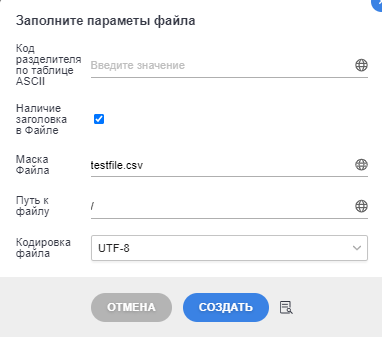 Заполните параметы файла
Код
разделителя
по таблице
ASCII
Введите значение
Наличие
заголовка
в Файле
Маска
Файла
testfile.csv
Путь к
файлу
/
Кодировка
файла
UTF-8
ОТМЕНА
СОЗДАТЬ